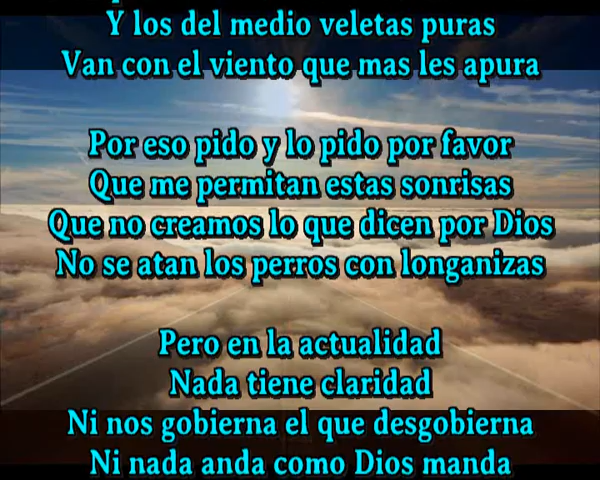 Y los del medio veletas puras
Van con el viento que mas les apura
Por eso pido y lo pido por favor
Que me permitan estas sonrisas
Que no creamos lo que dicen por Dios
No se atan los perros con longanizas
Pero en la actualidad
Nada tiene claridad
Ni nos gobierna el que desgobierna
Ni nada anda como Dios manda